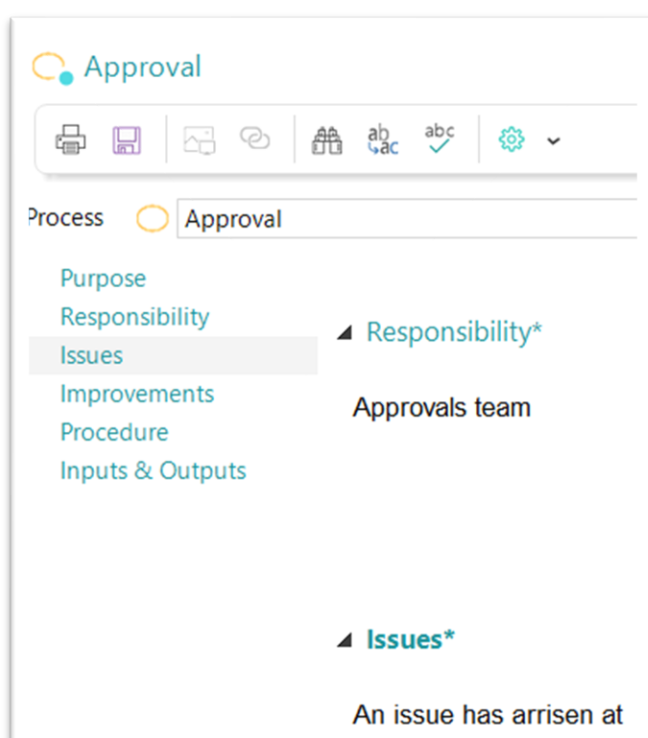 Approval
ab
ac
abc
Process
Approval
Purpose
Responsibility
Issues
Improvements
Procedure
Inputs & Outputs
Responsibility*
Approvals team
Issues*
An issue has arrisen at